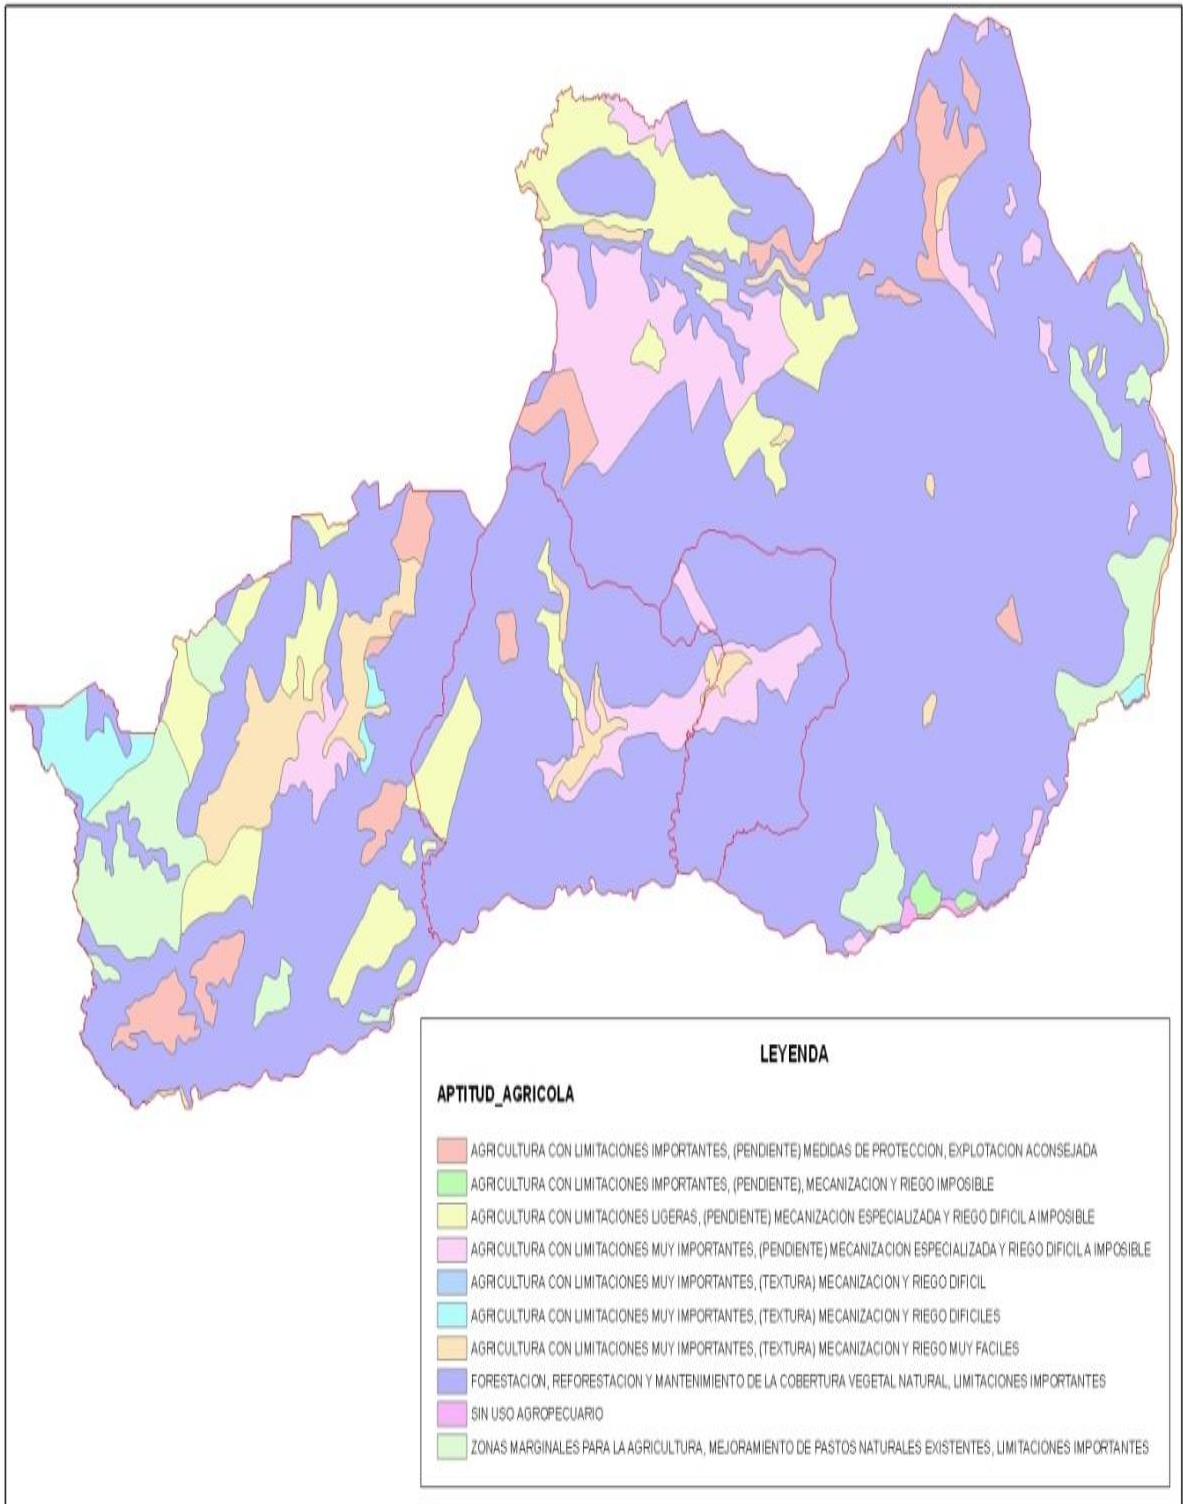 LEYENDA
APTITUD_AGRICOLA
AGRICULTURA CON LIMITACIONES IMPORTANTES, (PENDIENTE) MEDIDAS DE PROTECCION, EXPLOTACION ACONSEJADA
AGRICULTURA CON LIMITACIONES IMPORTANTES, (PENDIENTE), MECANIZACION Y RIEGO IMPOSIBLE
AGRICULTURA CON LIMITACIONES LIGERAS, (PENDIENTE) MECANIZACION ESPECIALIZADA Y RIEGO DIFICIL A IMPOSIBLE
AGRICULTURA CON LIMITACIONES MUY IMPORTANTES, (PENDIENTE) MECANIZACION ESPECIALIZADA Y RIEGO DIFICIL A IMPOSIBLE
AGRICULTURA CON LIMITACIONES MUY IMPORTANTES, (TEXTURA) MECANIZACION Y RIEGO DIFICIL
AGRICULTURA CON LIMITACIONES MUY IMPORTANTES, (TEXTURA) MECANIZACION Y RIEGO DIFICILES
AGRICULTURA CON LIMITACIONES MUY IMPORTANTES, (TEXTURA) MECANIZACION Y RIEGO MUY FACILES
FORESTACION, REFORESTACION Y MANTENIMIENTO DE LA COBERTURA VEGETAL NATURAL, LIMITACIONES IMPORTANTES
SIN USO AGROPECUARIO
ZONAS MARGINALES PARA LA AGRICULTURA, MEJORAMIENTO DE PASTOS NATURALES EXISTENTES, LIMITACIONES IMPORTANTES